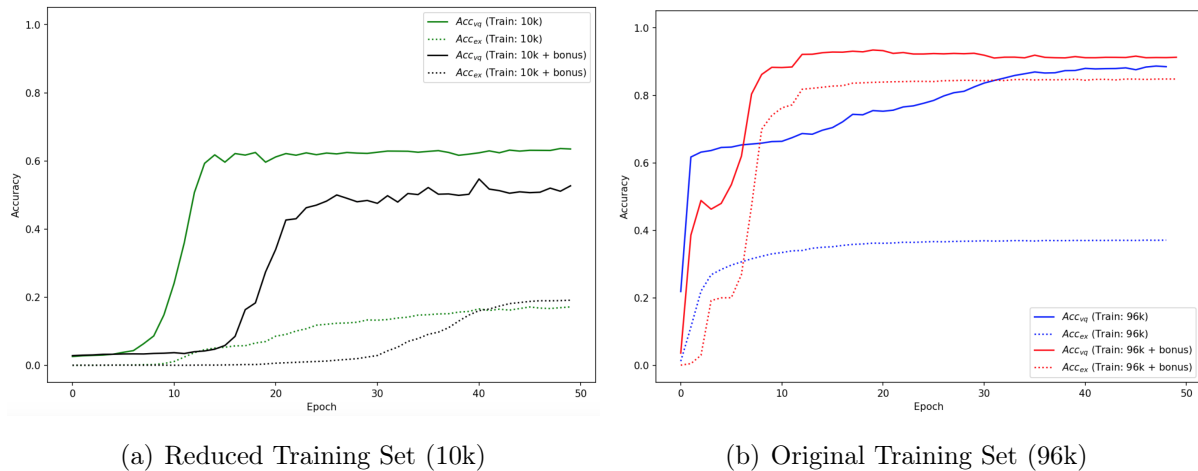 1.0
0.8
0.6
0.4
0.2
0.0
Accuracy
0
10
20
30
40
50
Epoch
Acc_vq (Train: 10k)
Acc_ex (Train: 10k)
Acc_vq (Train: 10k + bonus)
Acc_ex (Train: 10k + bonus)
(a) Reduced Training Set (10k)
1.0
0.8
0.6
0.4
0.2
0.0
Accuracy
0
10
20
30
40
50
Epoch
Acc_vq (Train: 96k)
Acc_ex (Train: 96k)
Acc_vq (Train: 96k + bonus)
Acc_ex (Train: 96k + bonus)
(b) Original Training Set (96k)